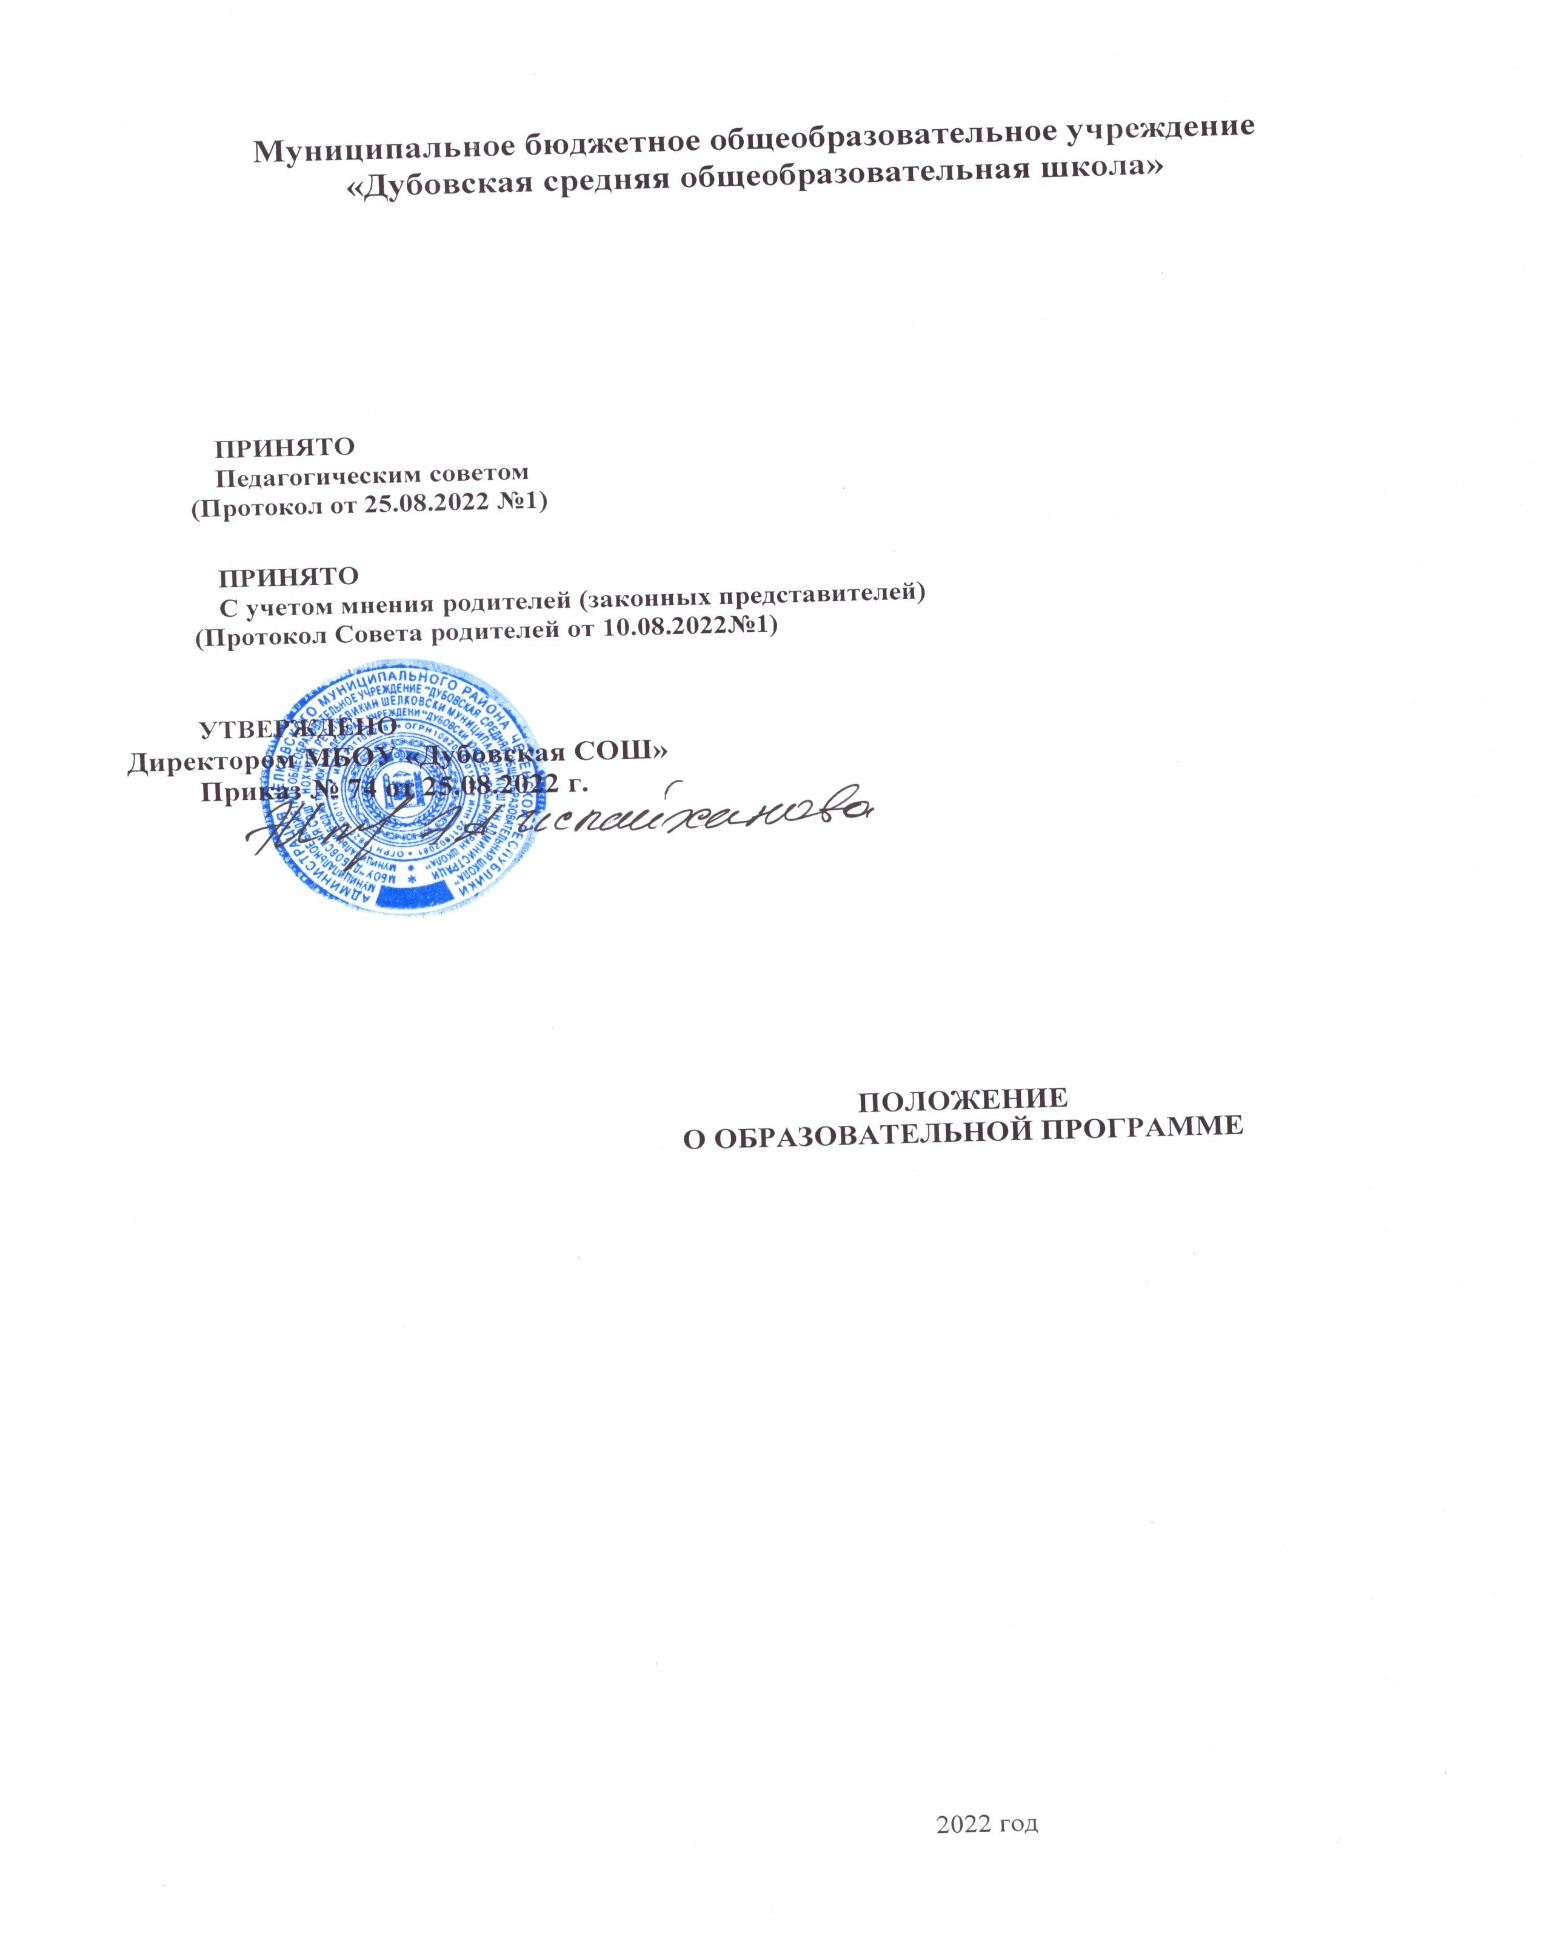 Муниципальное бюджетное общеобразовательное учреждение
«Дубовская средняя общеобразовательная школа»
ПРИНЯТО
Педагогическим советом
(Протокол от 25.08.2022 №1)
ПРИНЯТО
С учетом мнения родителей (законных представителей)
(Протокол Совета родителей от 10.08.2022№1)
УТВЕРЖДЕНО
Директором МБОУ «Дубовская СОШ»
Приказ № 74 от 25.08.2022 г.
ПОЛОЖЕНИЕ
О ОБРАЗОВАТЕЛЬНОЙ ПРОГРАММЕ
2022 год